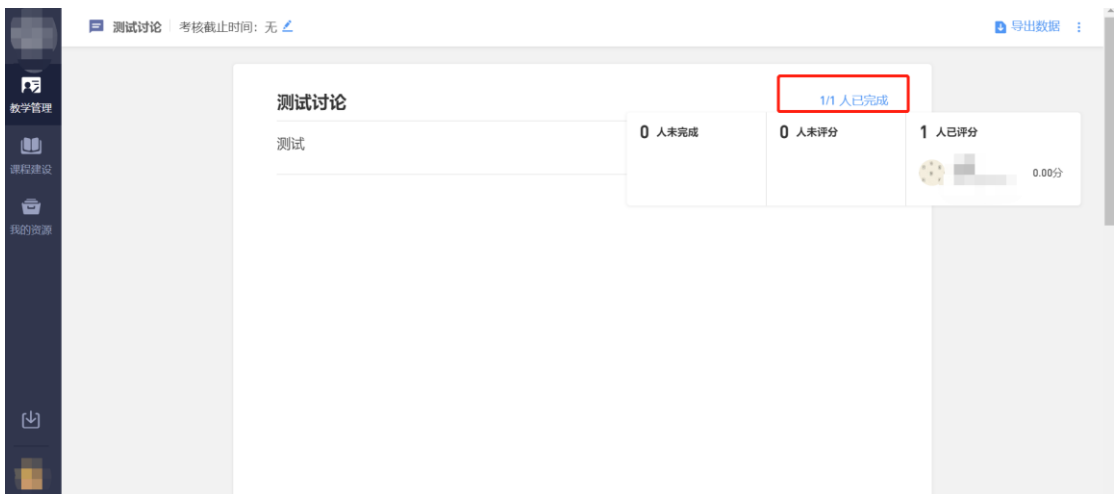 测试讨论 考核截止时间：无
导出数据
教学管理
课程建设
我的资源
测试讨论
1/1 人已完成
测试
0 人未完成
0 人未评分
1 人已评分
0.00分